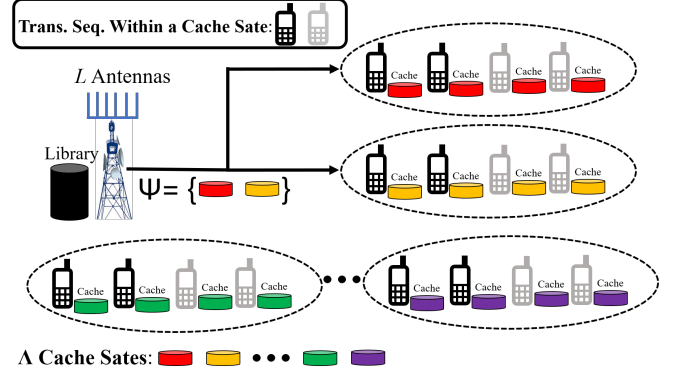 Trans. Seq. Within a Cache Sate:
L Antennas
Library
Cache Cache Cache Cache
Ψ= { }
Cache Cache Cache Cache
Cache Cache Cache Cache
Cache Cache Cache Cache
Λ Cache Sates: